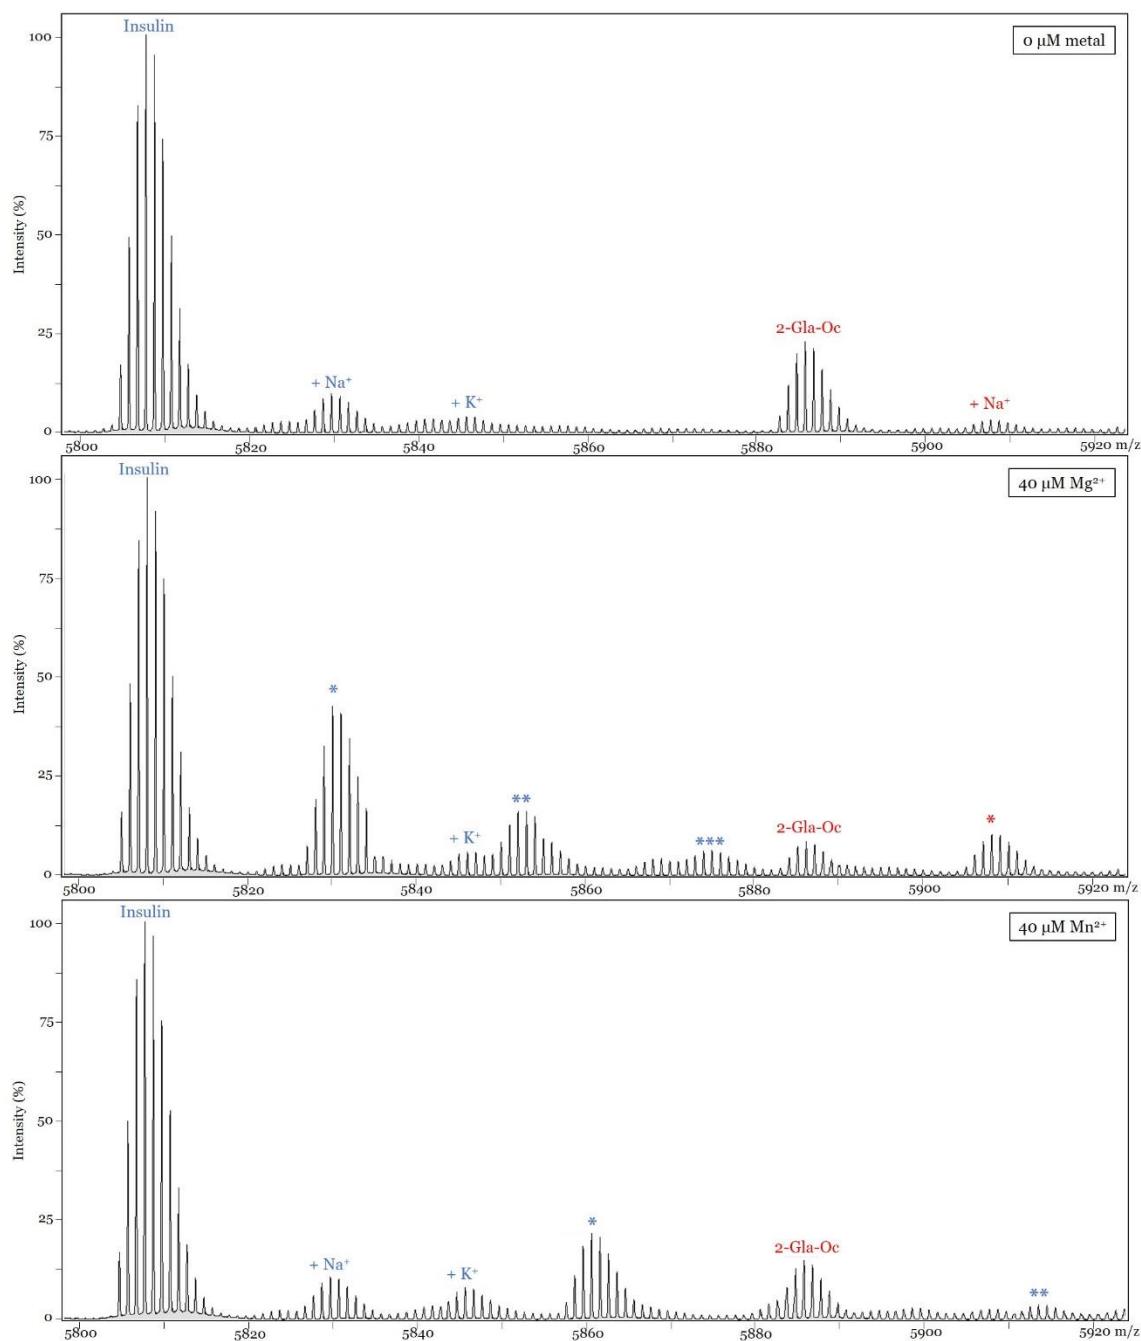 Insulin
0 µM metal
100
75
50
25
0
Intensity (%)
+ Na⁺
+ K⁺
2-Gla-Oc
+ Na⁺
5800 5820 5840 5860 5880 5900 5920 m/z
Insulin
40 µM Mg²⁺
100
75
50
25
0
Intensity (%)
*
+ K⁺
**
***
2-Gla-Oc
*
5800 5820 5840 5860 5880 5900 5920 m/z
Insulin
40 µM Mn²⁺
100
75
50
25
0
Intensity (%)
+ Na⁺
+ K⁺
*
2-Gla-Oc
**
5800 5820 5840 5860 5880 5900 5920 m/z